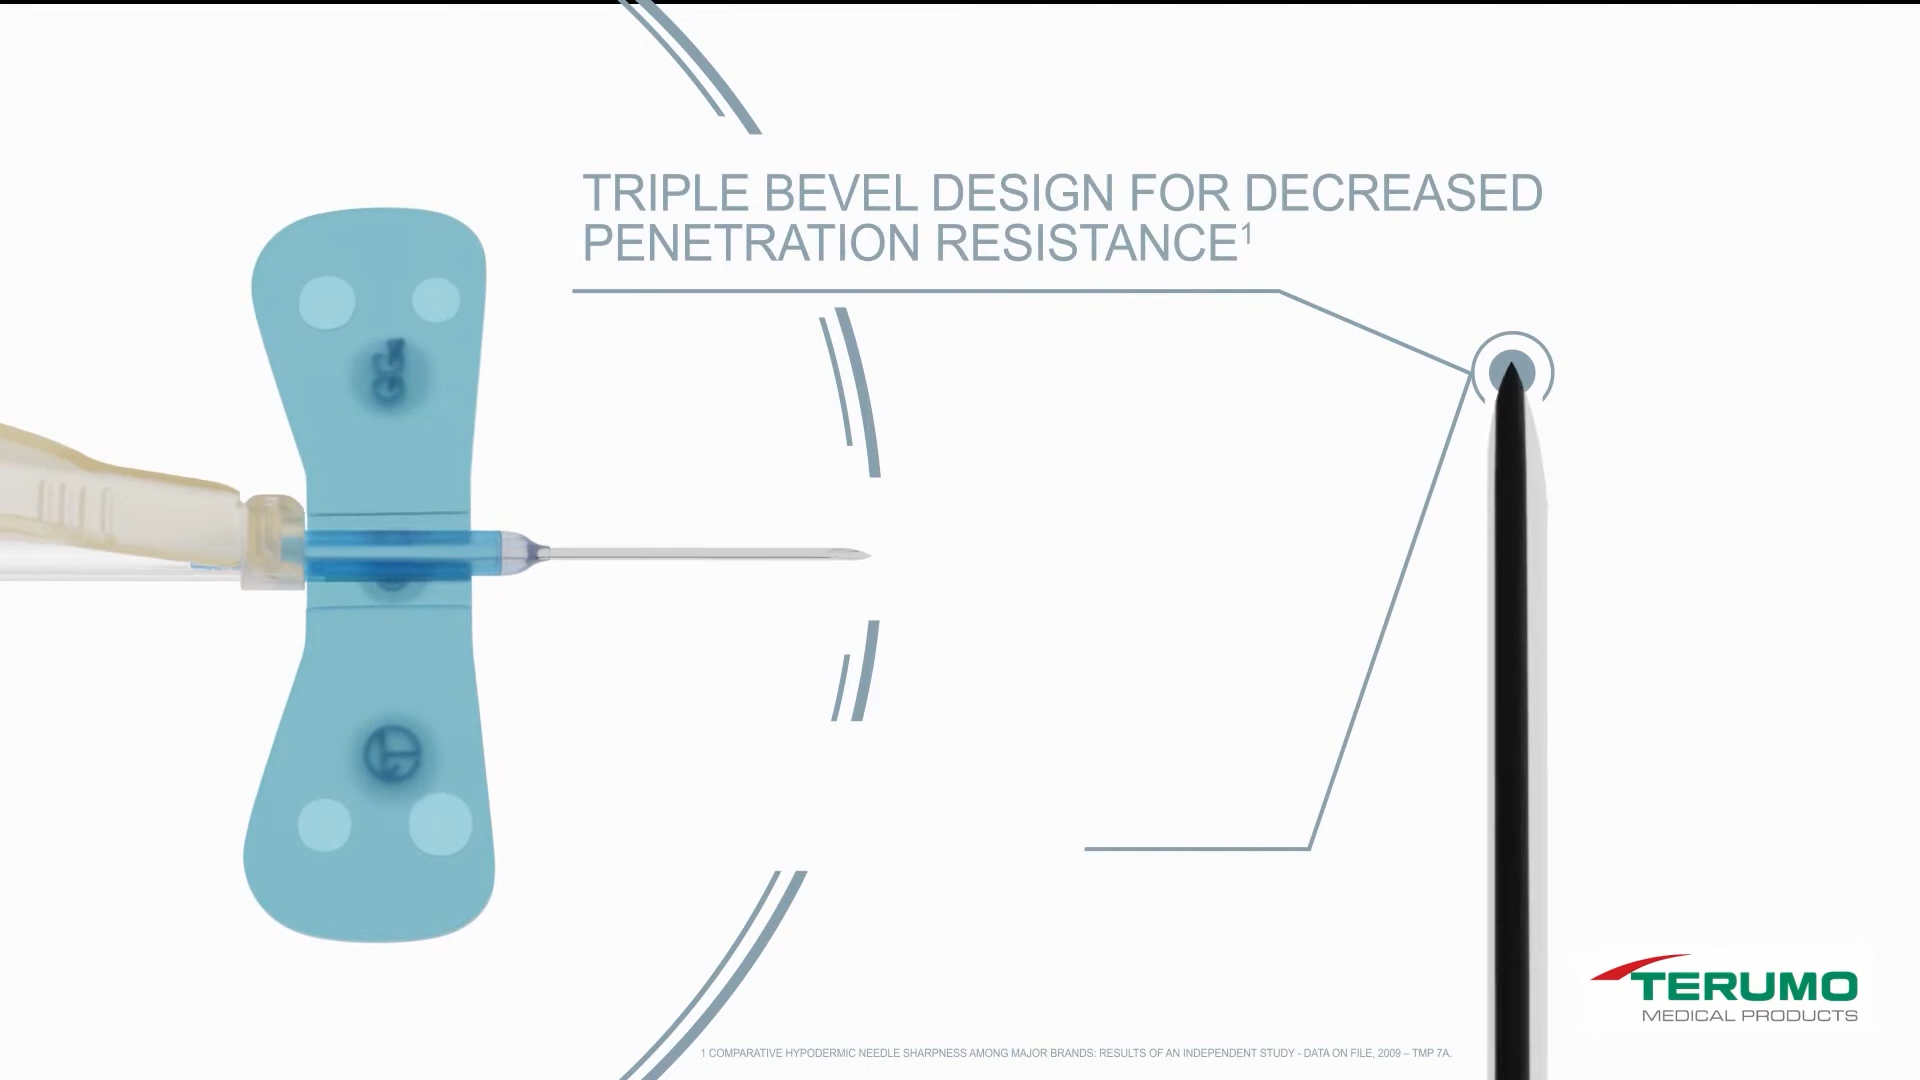 TRIPLE BEVEL DESIGN FOR DECREASED
PENETRATION RESISTANCE¹
TERUMO
MEDICAL PRODUCTS
1 COMPARATIVE HYPODERMIC NEEDLE SHARPNESS AMONG MAJOR BRANDS: RESULTS OF AN INDEPENDENT STUDY - DATA ON FILE, 2009 – TMP 7A.